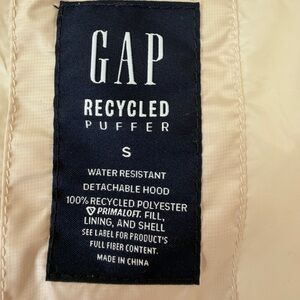 GAP
RECYCLED
PUFFER
S
WATER RESISTANT
DETACHABLE HOOD
100% RECYCLED POLYESTER
PRIMALOFT. FILL,
LINING, AND SHELL
SEE LABEL FOR PRODUCT'S
FULL FIBER CONTENT.
MADE IN CHINA